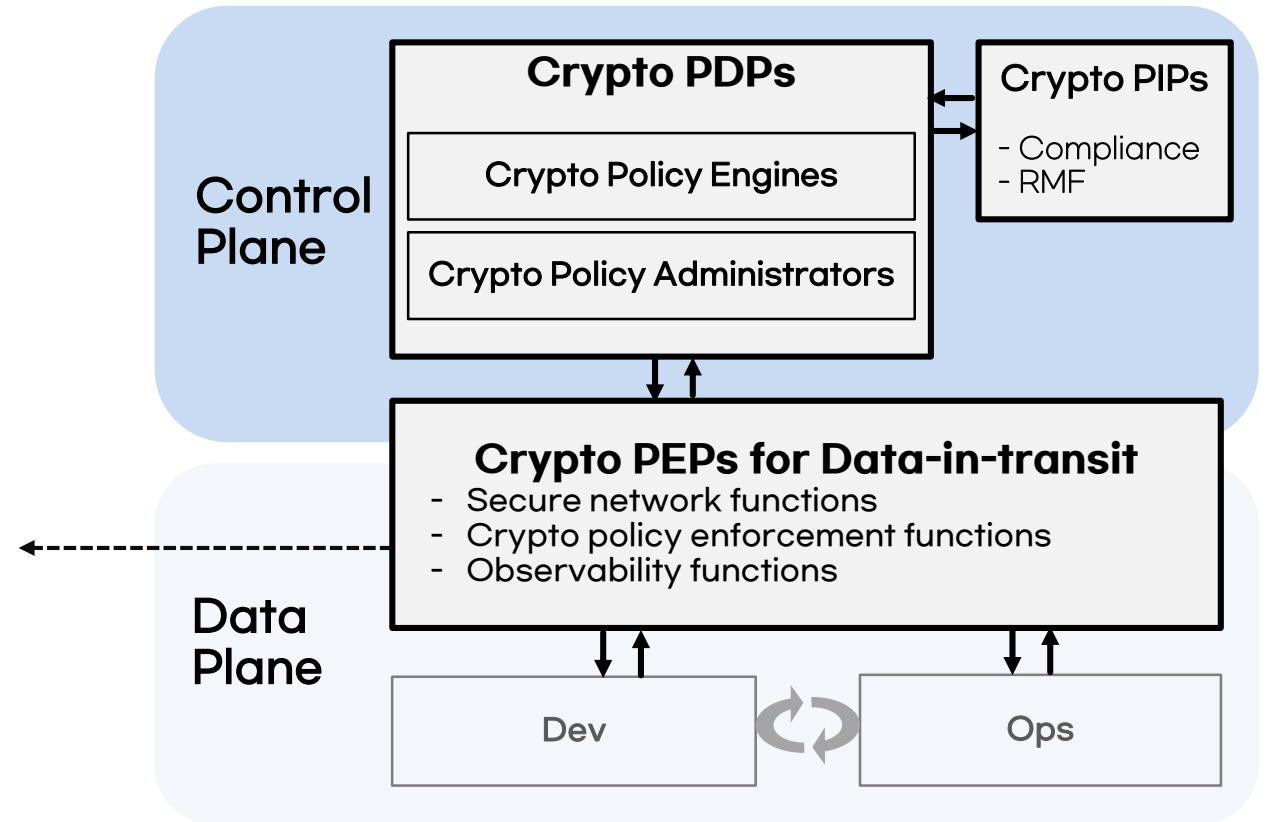 Crypto PDPs
Crypto PIPs
- Compliance
- RMF
Crypto Policy Engines
Control
Plane
Crypto Policy Administrators
Crypto PEPs for Data-in-transit
- Secure network functions
- Crypto policy enforcement functions
- Observability functions
Data
Plane
Dev
Ops